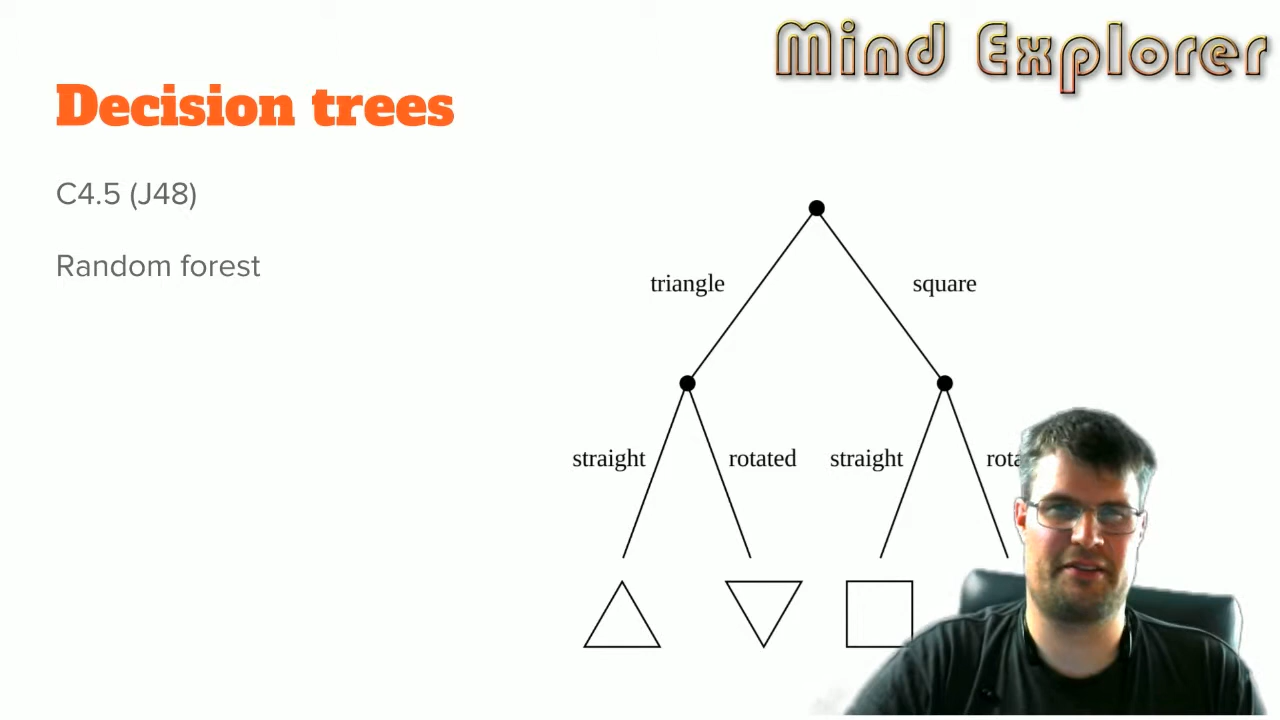 Mind Explorer
Decision trees
C4.5 (J48)
Random forest
triangle
square
straight
rotated
straight